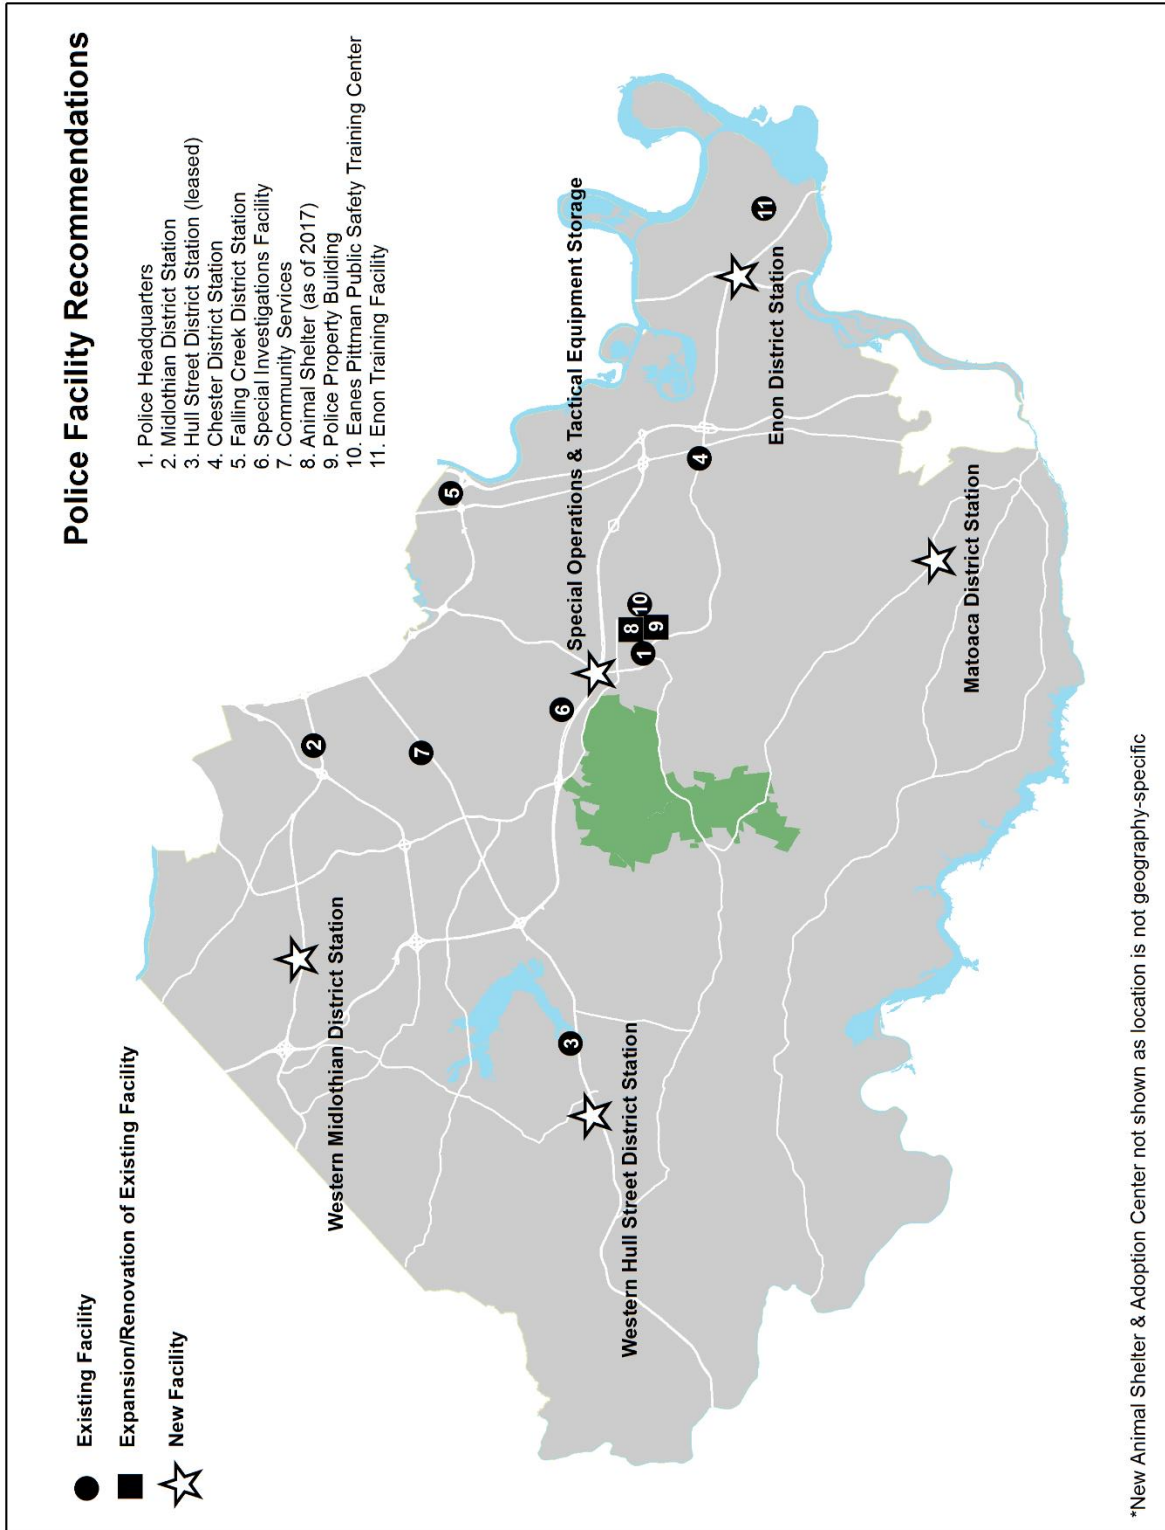 Police Facility Recommendations
Existing Facility
Expansion/Renovation of Existing Facility
New Facility
1. Police Headquarters
2. Midlothian District Station
3. Hull Street District Station (leased)
4. Chester District Station
5. Falling Creek District Station
6. Special Investigations Facility
7. Community Services
8. Animal Shelter (as of 2017)
9. Police Property Building
10. Eanes Pittman Public Safety Training Center
11. Enon Training Facility
2
Western Midlothian District Station
7
5
6
3
Special Operations & Tactical Equipment Storage
Western Hull Street District Station
8
10
1
9
4
11
Enon District Station
Matoaca District Station
*New Animal Shelter & Adoption Center not shown as location is not geography-specific